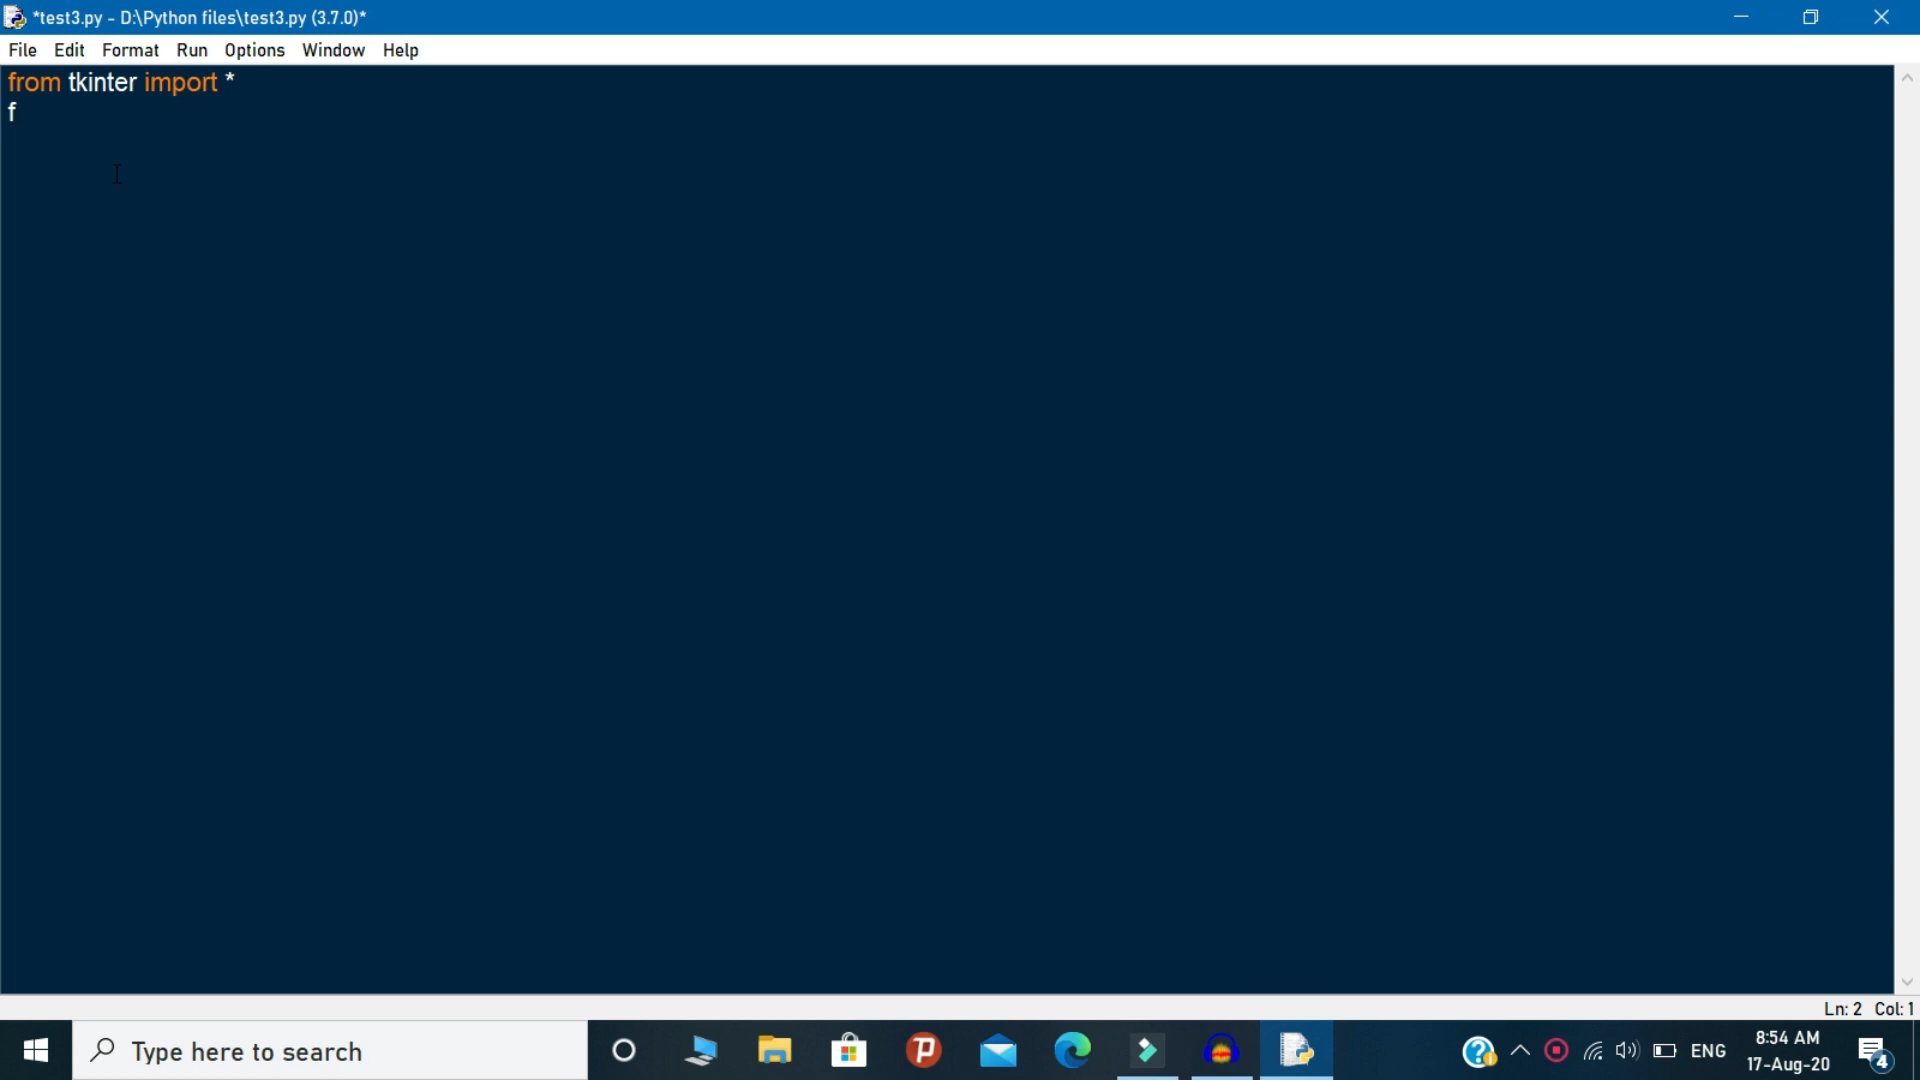 *test3.py - D:\Python files\test3.py (3.7.0)*
File Edit Format Run Options Window Help
from tkinter import *
f
Ln: 2 Col: 1
Type here to search
ENG
8:54 AM
17-Aug-20
4